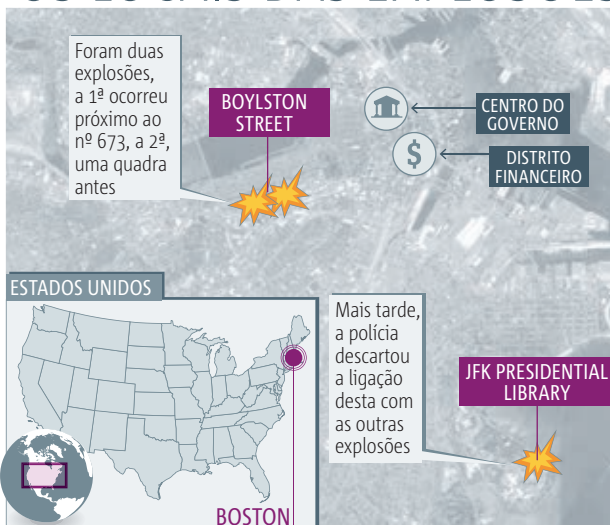 Foram duas
explosões,
a 1ª ocorreu
próximo ao
nº 673, a 2ª,
uma quadra
antes
BOYLSTON
STREET
CENTRO DO
GOVERNO
$
DISTRITO
FINANCEIRO
ESTADOS UNIDOS
Mais tarde,
a polícia
descartou
a ligação
desta com
as outras
explosões
JFK PRESIDENTIAL
LIBRARY
BOSTON